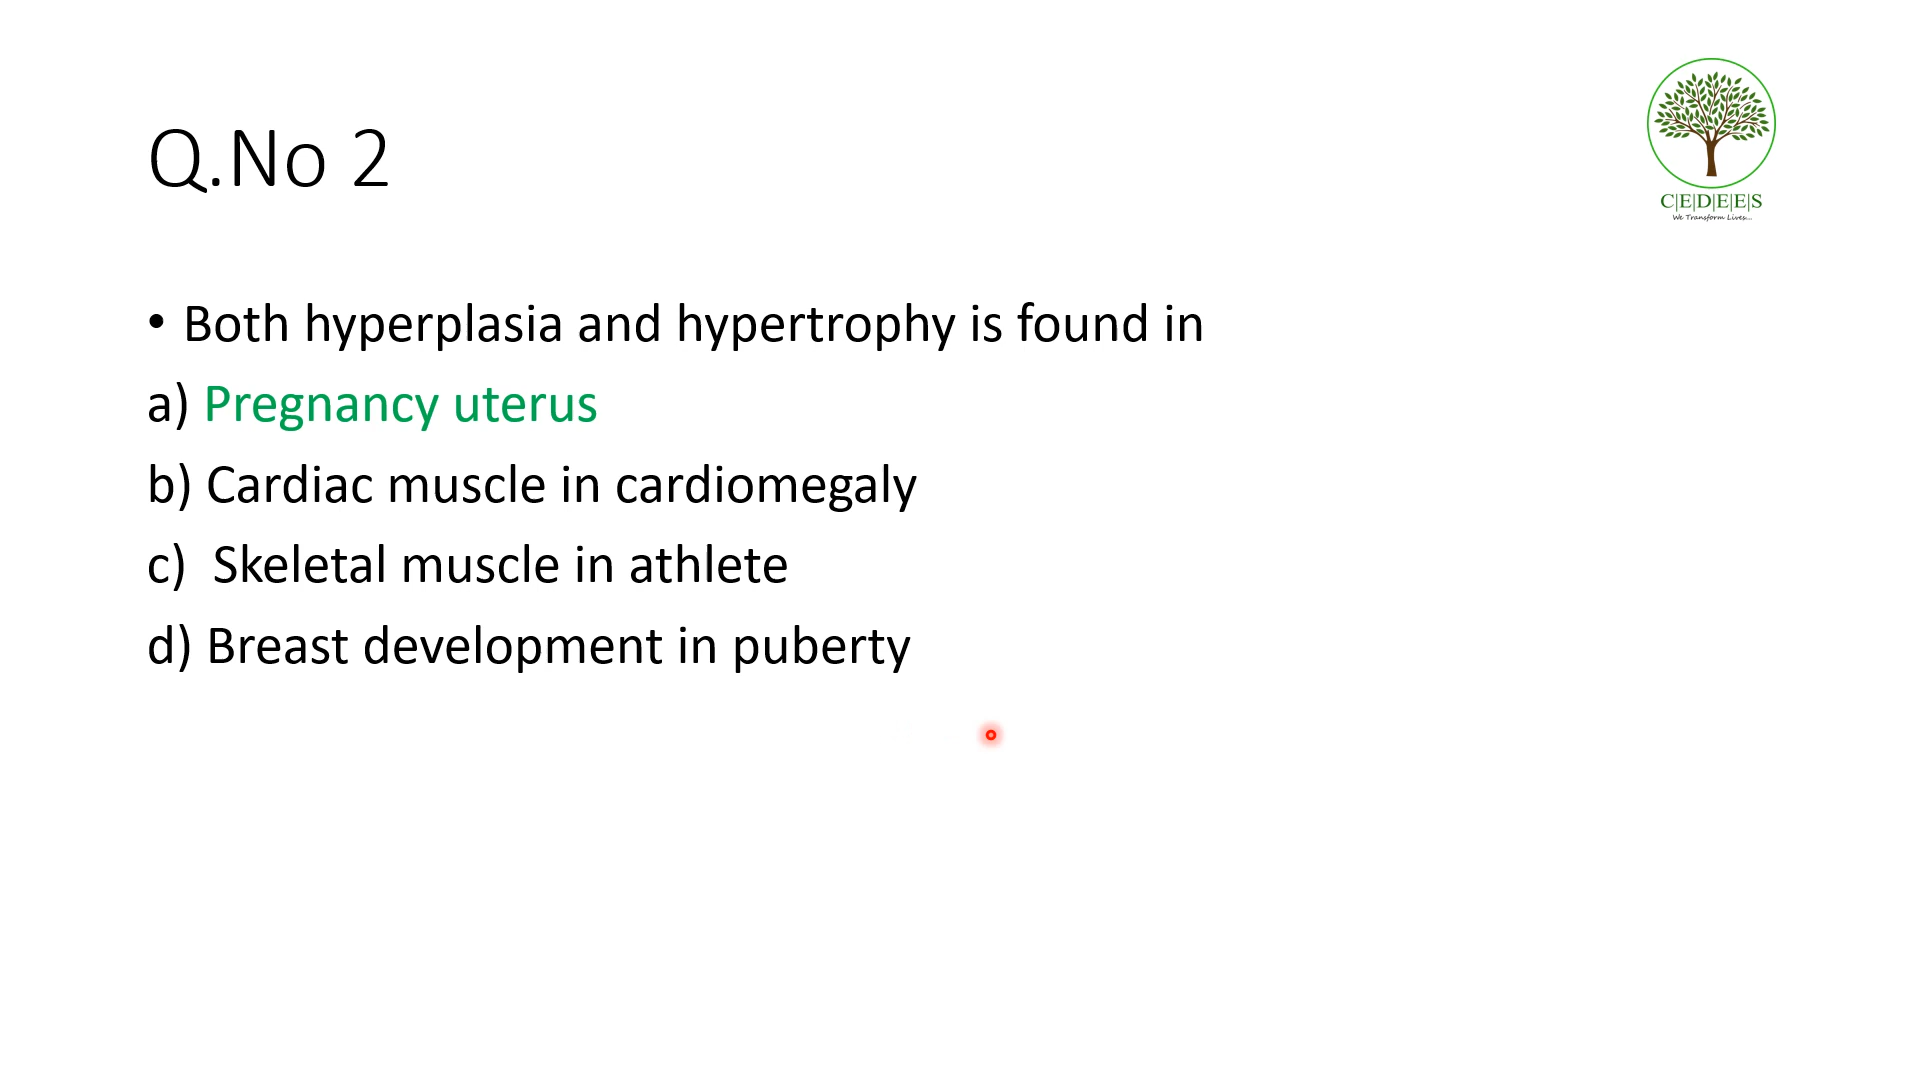 Q.No 2
C|E|D|E|E|S
We Transform Lives...
• Both hyperplasia and hypertrophy is found in
a) Pregnancy uterus
b) Cardiac muscle in cardiomegaly
c) Skeletal muscle in athlete
d) Breast development in puberty